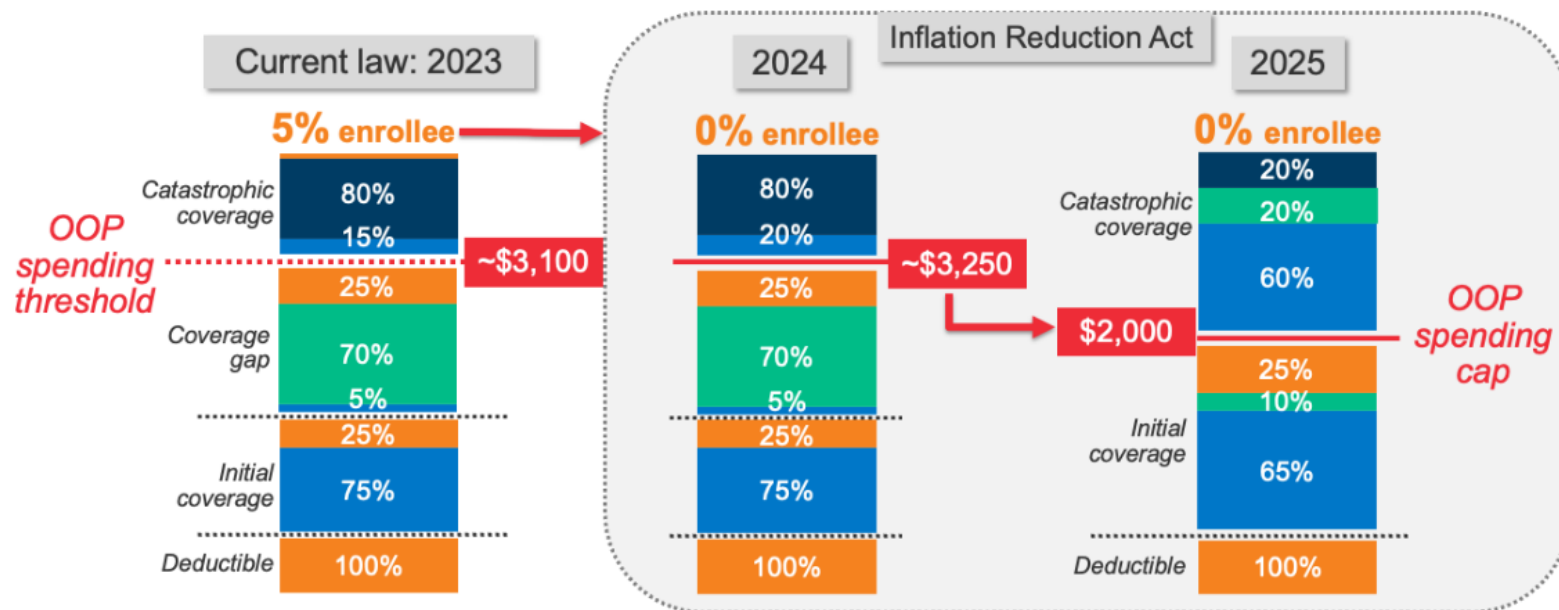 Inflation Reduction Act
Current law: 2023
2024
2025
5% enrollee
0% enrollee
0% enrollee
Catastrophic
coverage
80%
15%
OOP
spending
threshold
~$3,100
25%
Coverage
gap
70%
5%
25%
Initial
coverage
75%
Deductible
100%
80%
20%
~$3,250
25%
70%
5%
25%
75%
100%
Catastrophic
coverage
20%
20%
60%
$2,000
OOP
spending
cap
25%
10%
Initial
coverage
65%
Deductible
100%